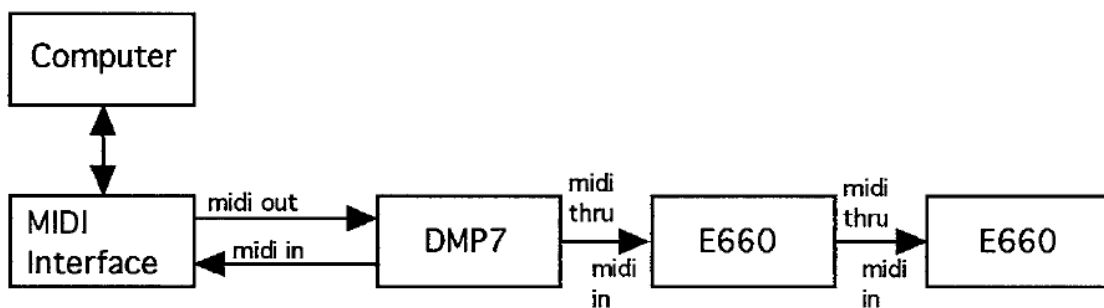 Computer
MIDI
Interface
midi out
midi in
DMP7
midi
thru
midi
in
E660
midi
thru
midi
in
E660